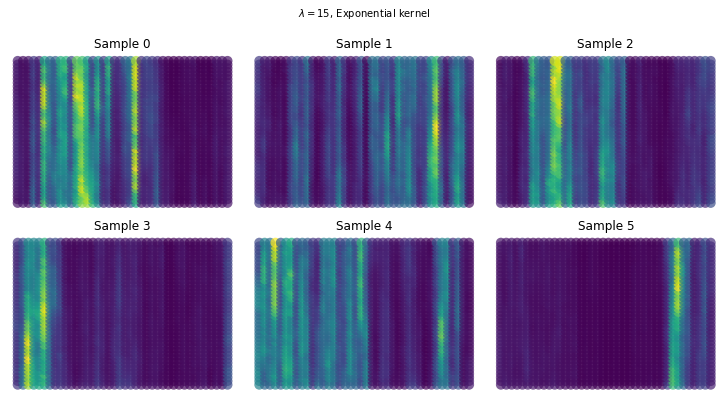 λ = 15, Exponential kernel
Sample 0
Sample 1
Sample 2
Sample 3
Sample 4
Sample 5